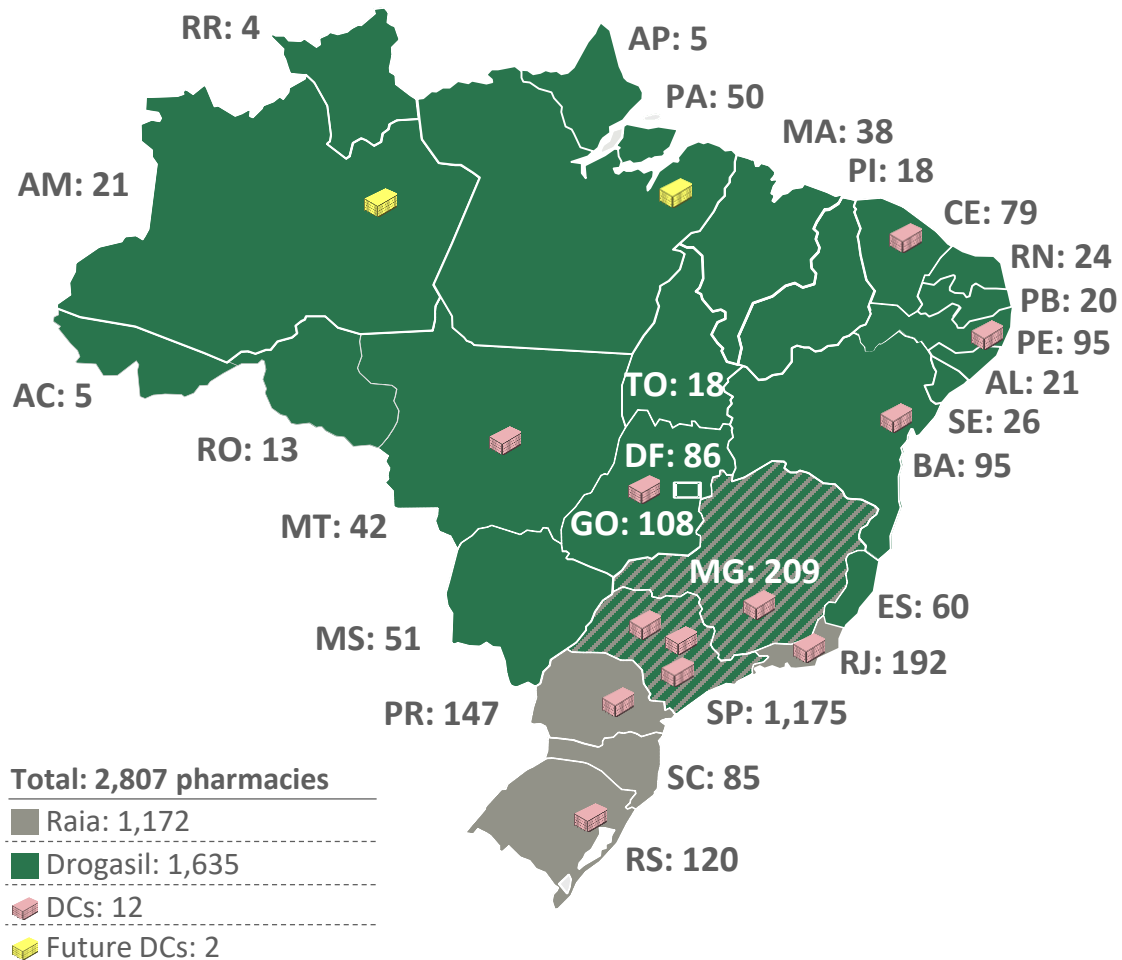 RR: 4
AP: 5
PA: 50
MA: 38
PI: 18
AM: 21
CE: 79
RN: 24
PB: 20
PE: 95
AL: 21
AC: 5
TO: 18
SE: 26
RO: 13
DF: 86
BA: 95
MT: 42
GO: 108
MG: 209
ES: 60
MS: 51
RJ: 192
PR: 147
SP: 1,175
Total: 2,807 pharmacies
SC: 85
Raia: 1,172
RS: 120
Drogasil: 1,635
DCs: 12
Future DCs: 2